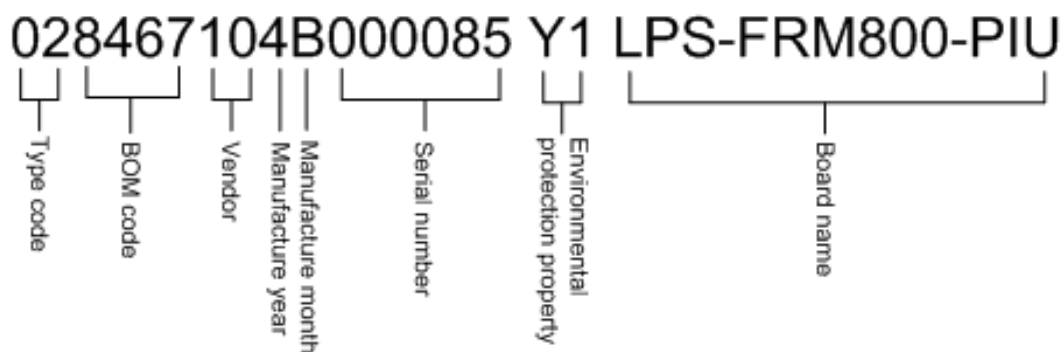 028467104B000085 Y1 LPS-FRM800-PIU
Type code
BOM code
Vendor
Manufacture year
Manufacture month
Serial number
Environmental
protection property
Board name